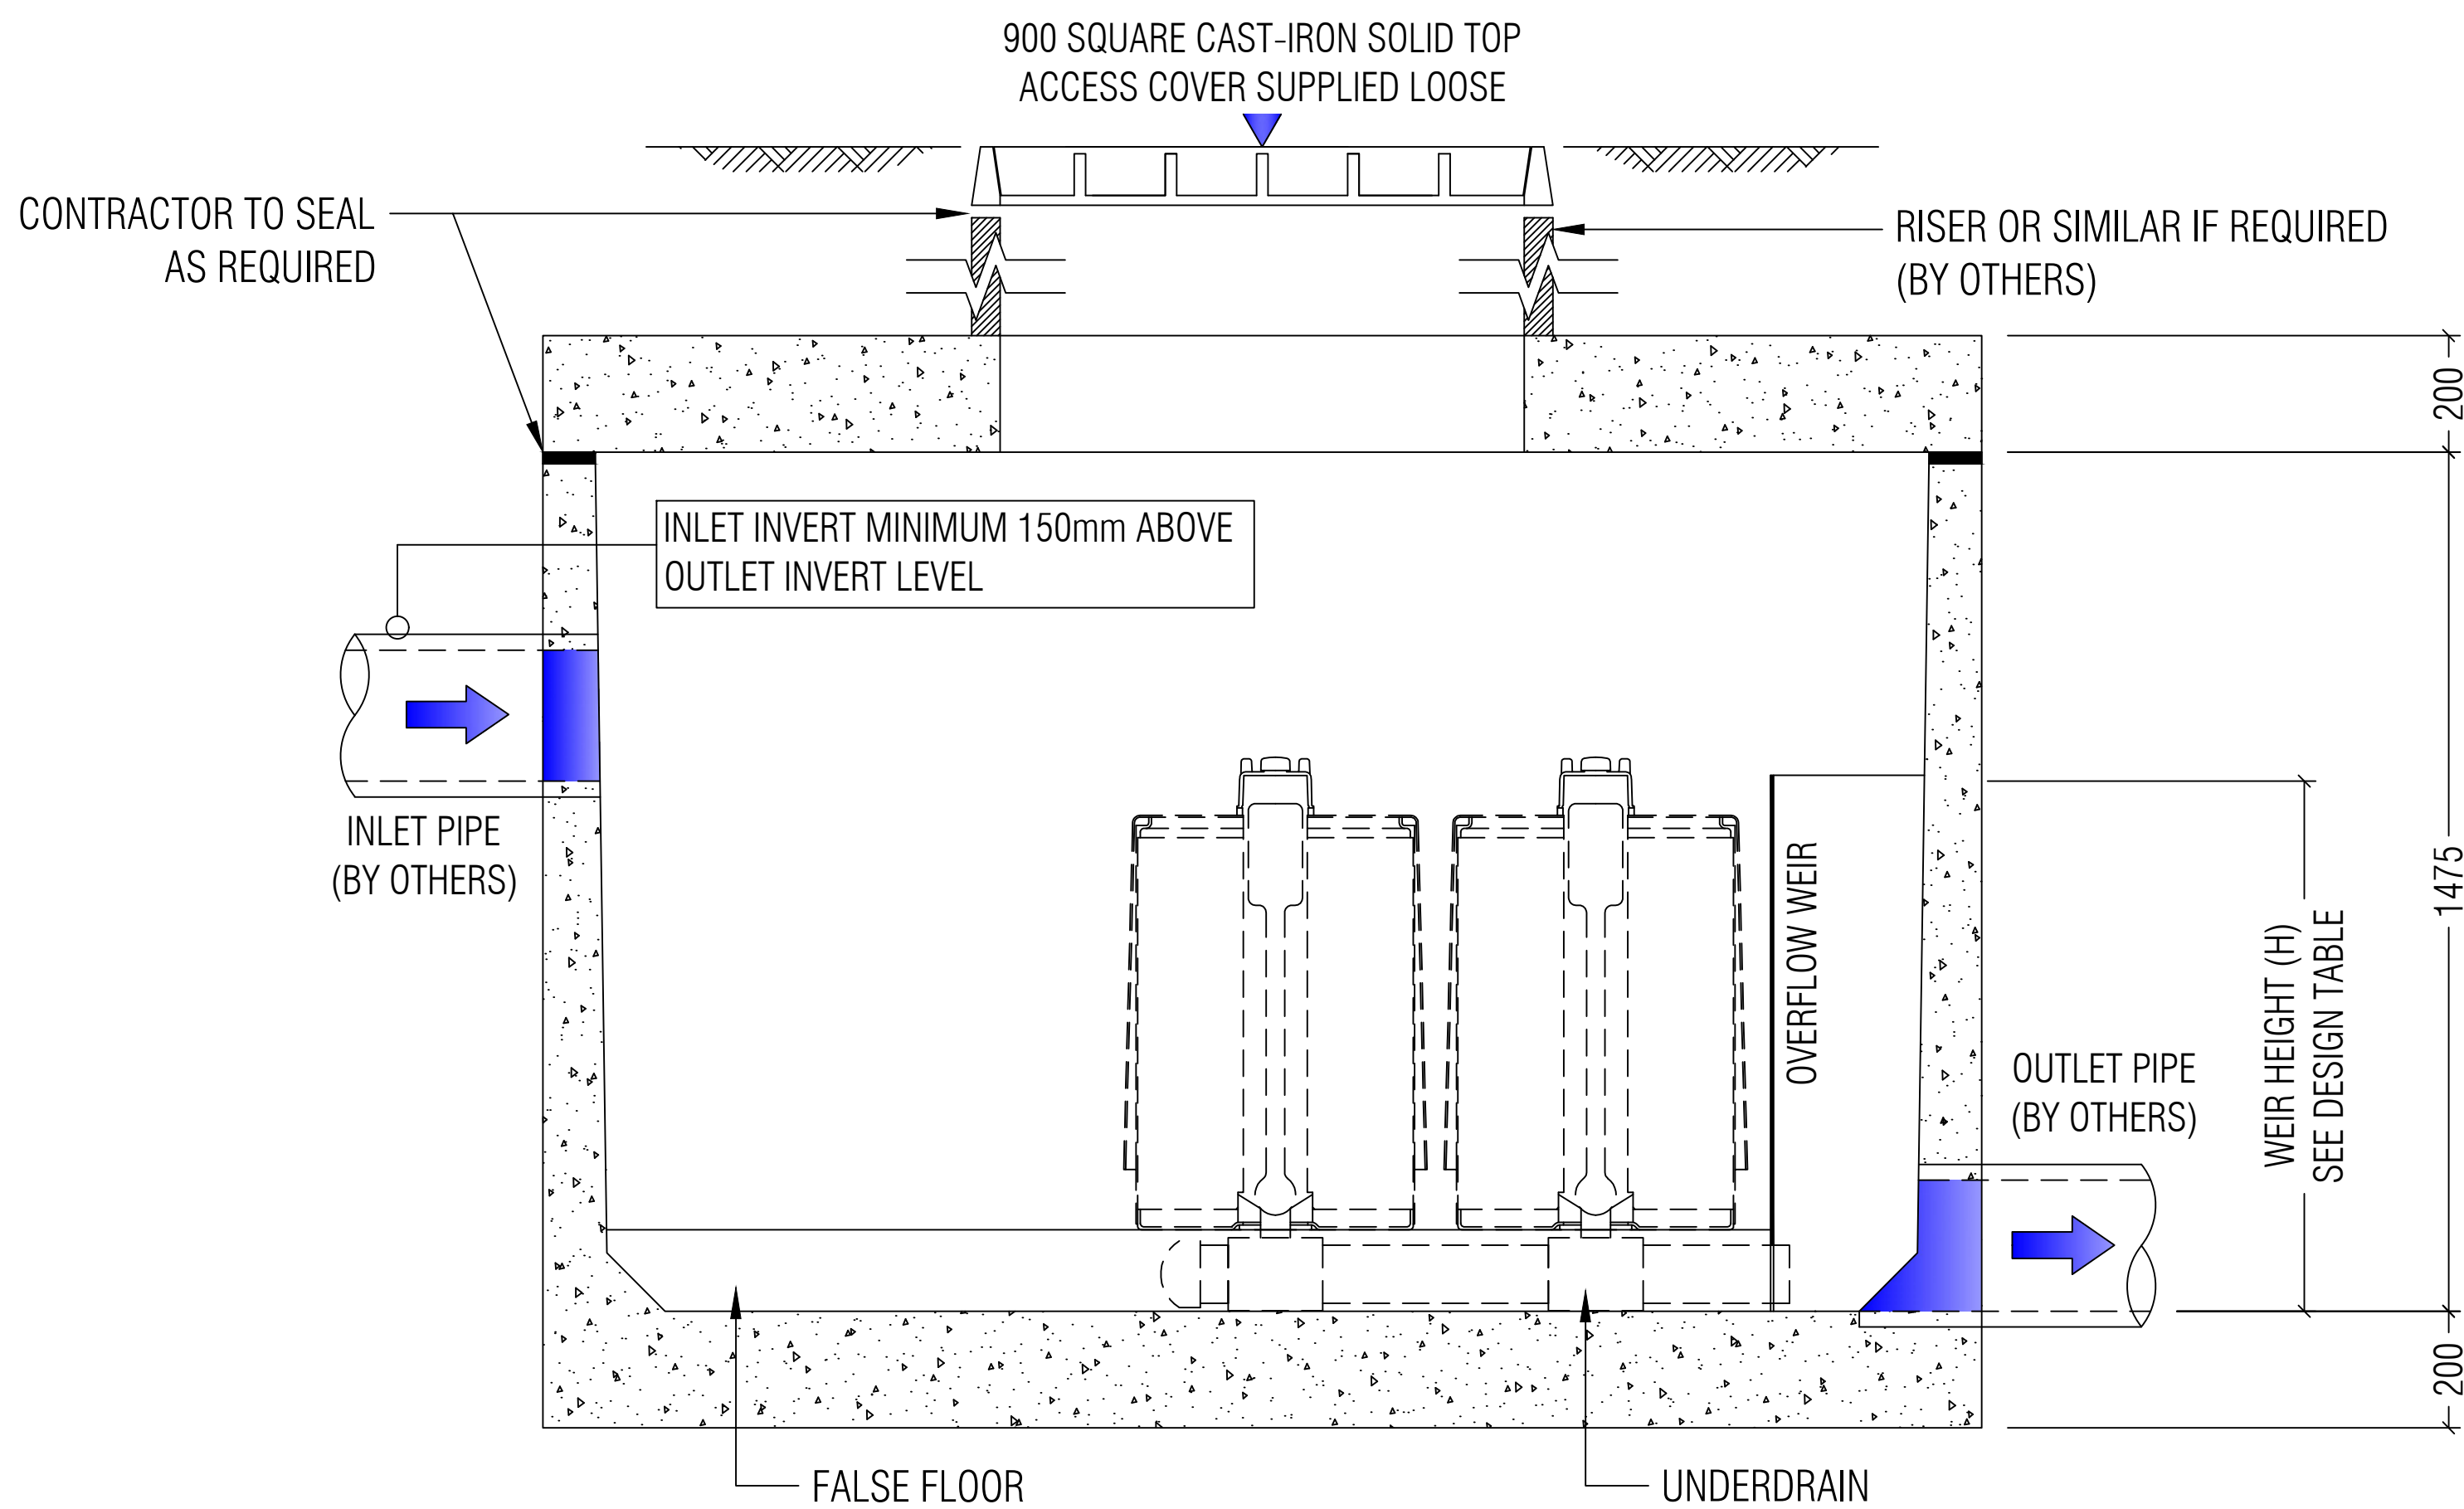 900 SQUARE CAST-IRON SOLID TOP
ACCESS COVER SUPPLIED LOOSE
CONTRACTOR TO SEAL
AS REQUIRED
RISER OR SIMILAR IF REQUIRED
(BY OTHERS)
200
INLET INVERT MINIMUM 150mm ABOVE
OUTLET INVERT LEVEL
INLET PIPE
(BY OTHERS)
OVERFLOW WEIR
1475
WEIR HEIGHT (H)
SEE DESIGN TABLE
OUTLET PIPE
(BY OTHERS)
200
FALSE FLOOR
UNDERDRAIN